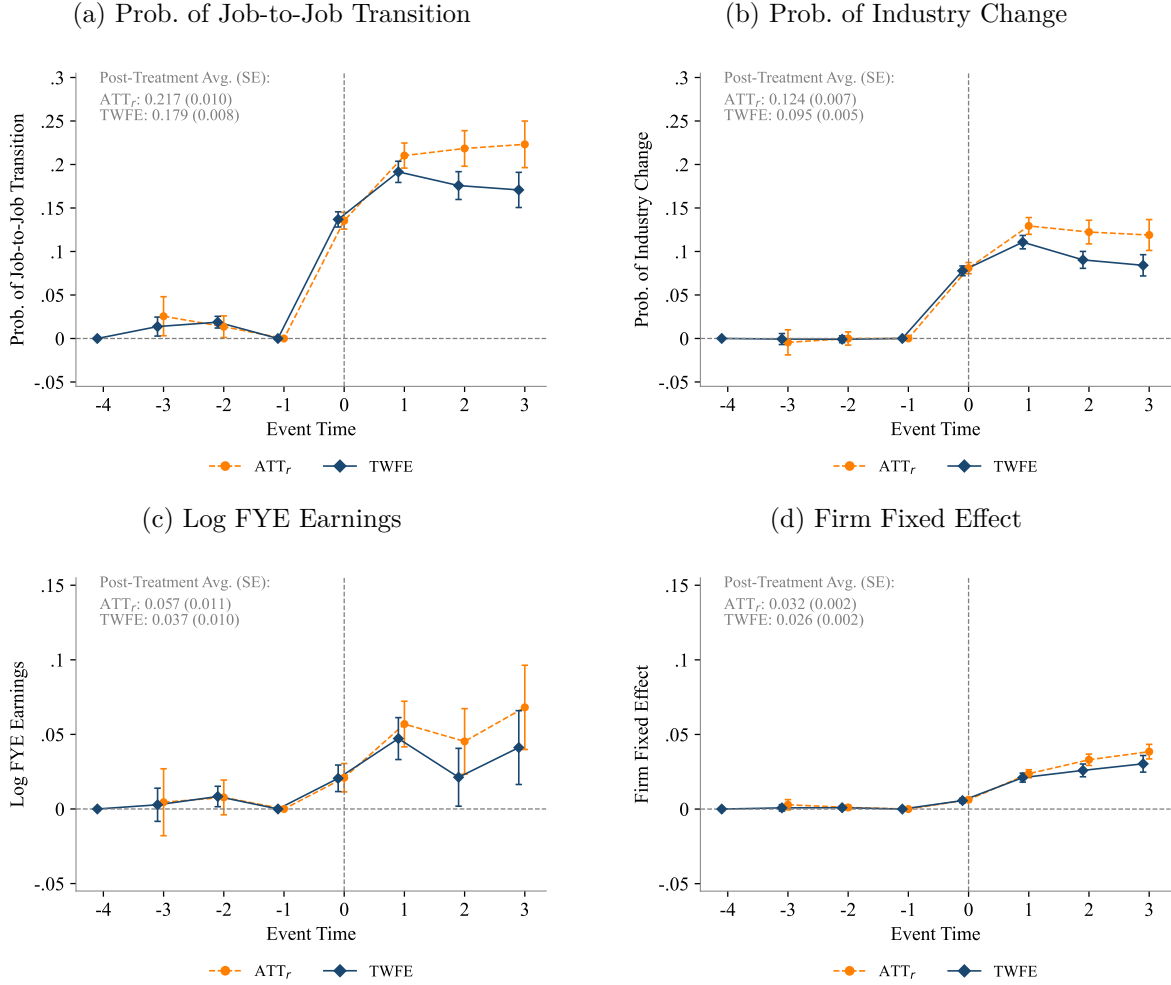 (a) Prob. of Job-to-Job Transition
Post-Treatment Avg. (SE):
ATTᵣ: 0.217 (0.010)
TWFE: 0.179 (0.008)
Prob. of Job-to-Job Transition
.3
.25
.2
.15
.1
.05
0
-.05
-4 -3 -2 -1 0 1 2 3
Event Time
ATTᵣ TWFE
(b) Prob. of Industry Change
Post-Treatment Avg. (SE):
ATTᵣ: 0.124 (0.007)
TWFE: 0.095 (0.005)
Prob. of Industry Change
.3
.25
.2
.15
.1
.05
0
-.05
-4 -3 -2 -1 0 1 2 3
Event Time
ATTᵣ TWFE
(c) Log FYE Earnings
Post-Treatment Avg. (SE):
ATTᵣ: 0.057 (0.011)
TWFE: 0.037 (0.010)
Log FYE Earnings
.15
.1
.05
0
-.05
-4 -3 -2 -1 0 1 2 3
Event Time
ATTᵣ TWFE
(d) Firm Fixed Effect
Post-Treatment Avg. (SE):
ATTᵣ: 0.032 (0.002)
TWFE: 0.026 (0.002)
Firm Fixed Effect
.15
.1
.05
0
-.05
-4 -3 -2 -1 0 1 2 3
Event Time
ATTᵣ TWFE